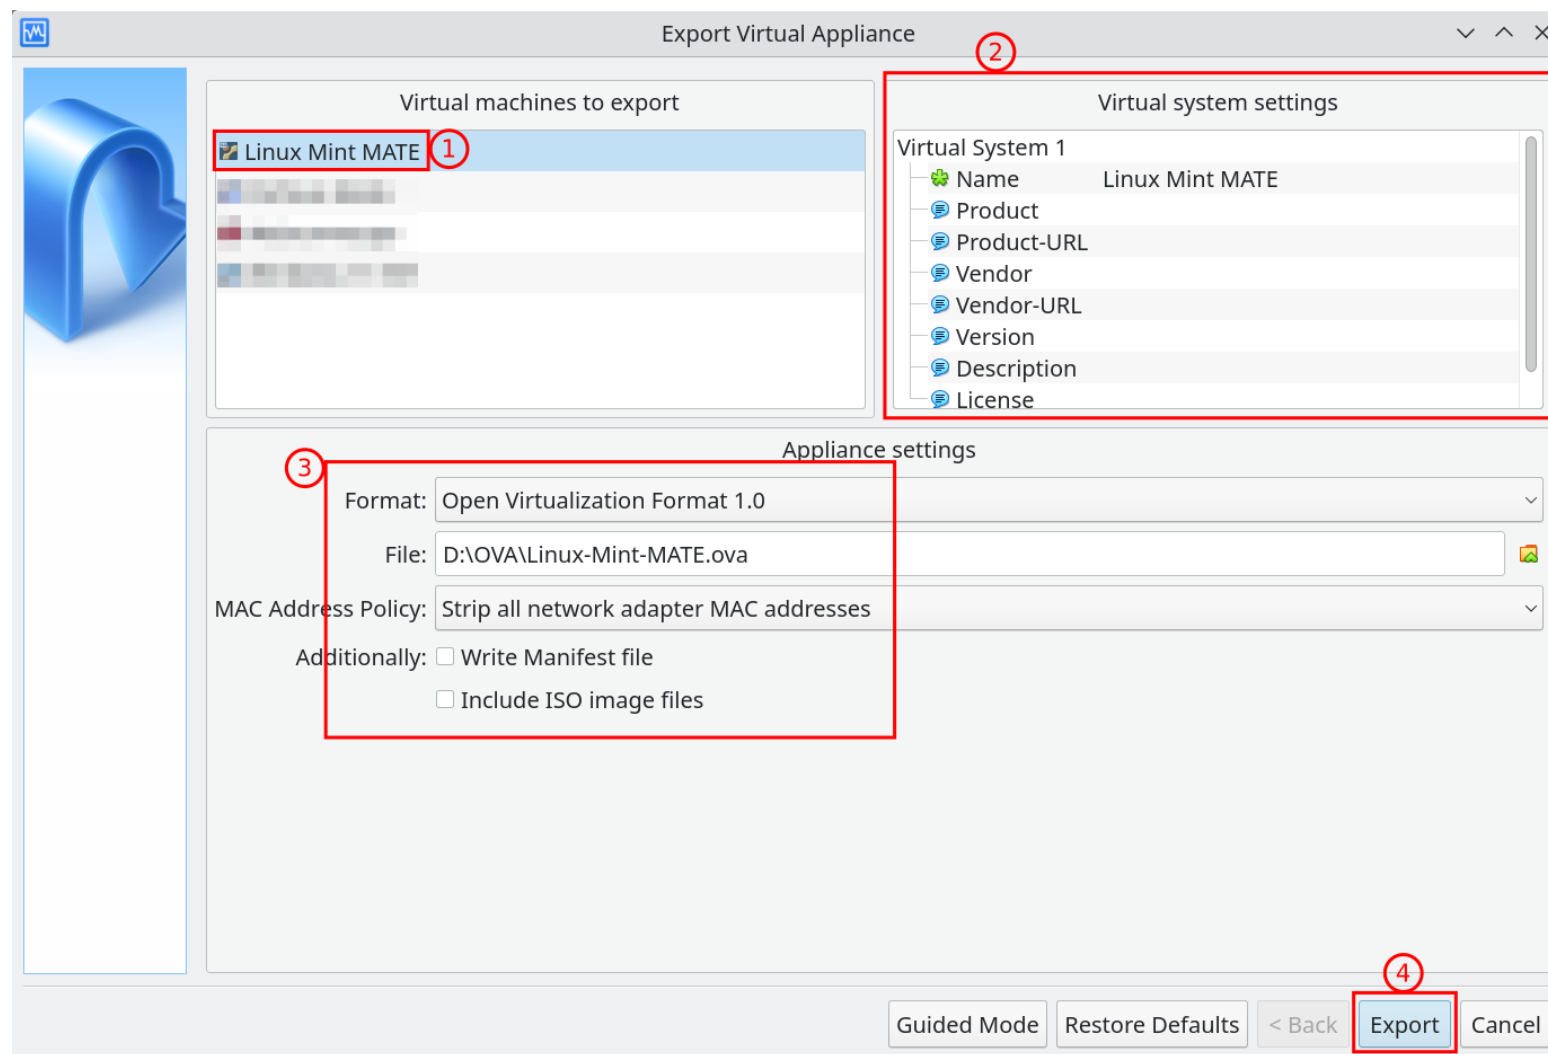 Export Virtual Appliance
2
Virtual machines to export
Virtual system settings
Linux Mint MATE
1
Virtual System 1
Name Linux Mint MATE
Product
Product-URL
Vendor
Vendor-URL
Version
Description
License
Appliance settings
3
Format: Open Virtualization Format 1.0
File: D:\OVA\Linux-Mint-MATE.ova
MAC Address Policy: Strip all network adapter MAC addresses
Additionally: Write Manifest file
Include ISO image files
4
Guided Mode Restore Defaults < Back Export Cancel